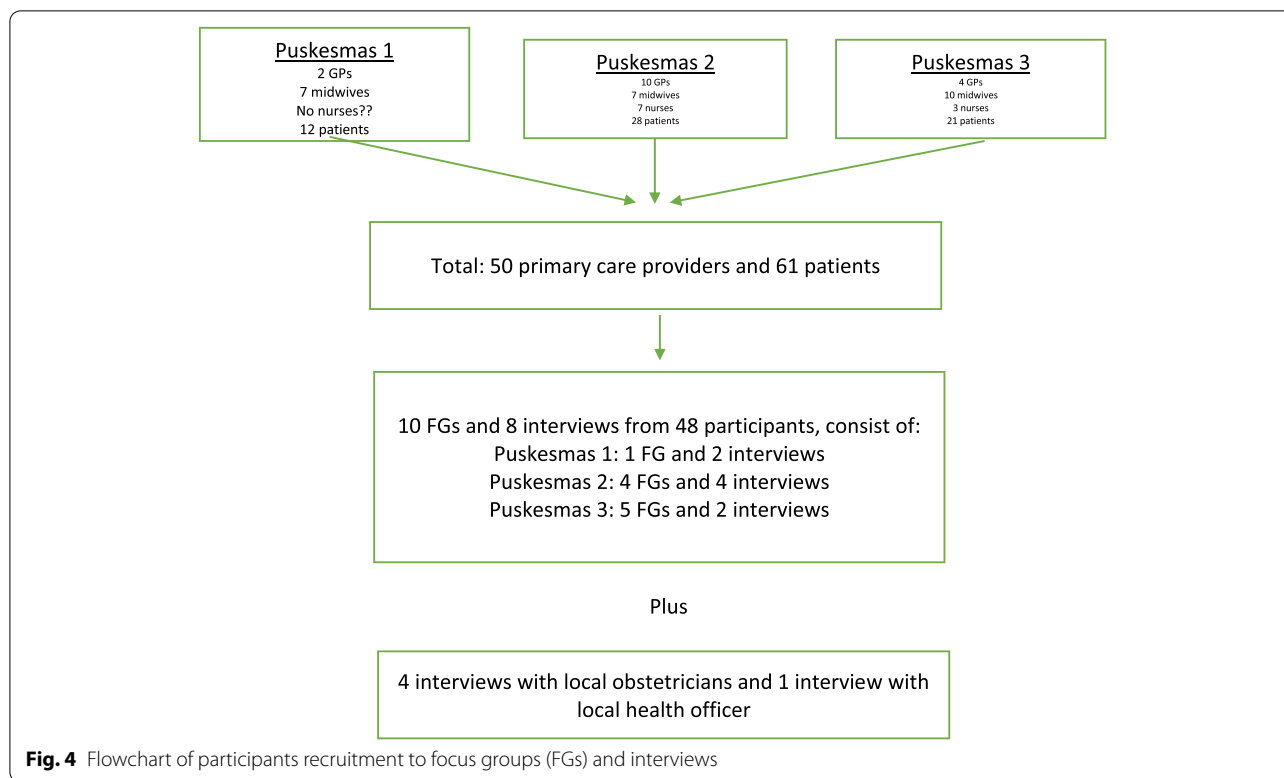 Puskesmas 1
2 GPs
7 midwives
No nurses??
12 patients
Puskesmas 2
10 GPs
7 midwives
7 nurses
28 patients
Puskesmas 3
4 GPs
10 midwives
3 nurses
21 patients
Total: 50 primary care providers and 61 patients
10 FGs and 8 interviews from 48 participants, consist of:
Puskesmas 1: 1 FG and 2 interviews
Puskesmas 2: 4 FGs and 4 interviews
Puskesmas 3: 5 FGs and 2 interviews
Plus
4 interviews with local obstetricians and 1 interview with
local health officer
Fig. 4 Flowchart of participants recruitment to focus groups (FGs) and interviews